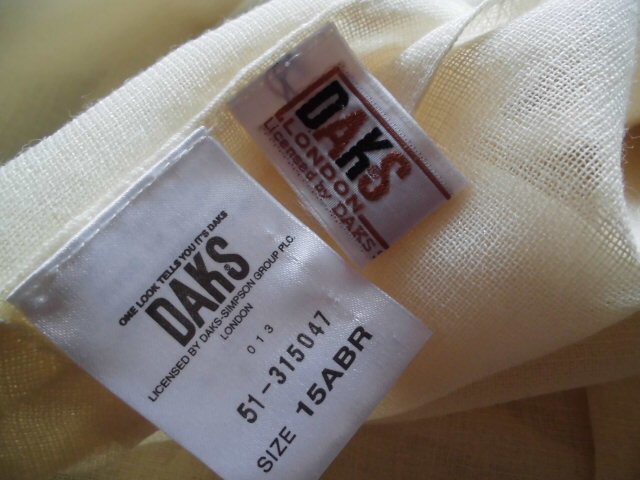 DAKS
LONDON
Licensed by DAKS
ONE LOOK TELLS YOU IT'S DAKS
DAKS®
LICENSED BY DAKS-SIMPSON GROUP PLC.
LONDON
013
51-315047
SIZE 15ABR